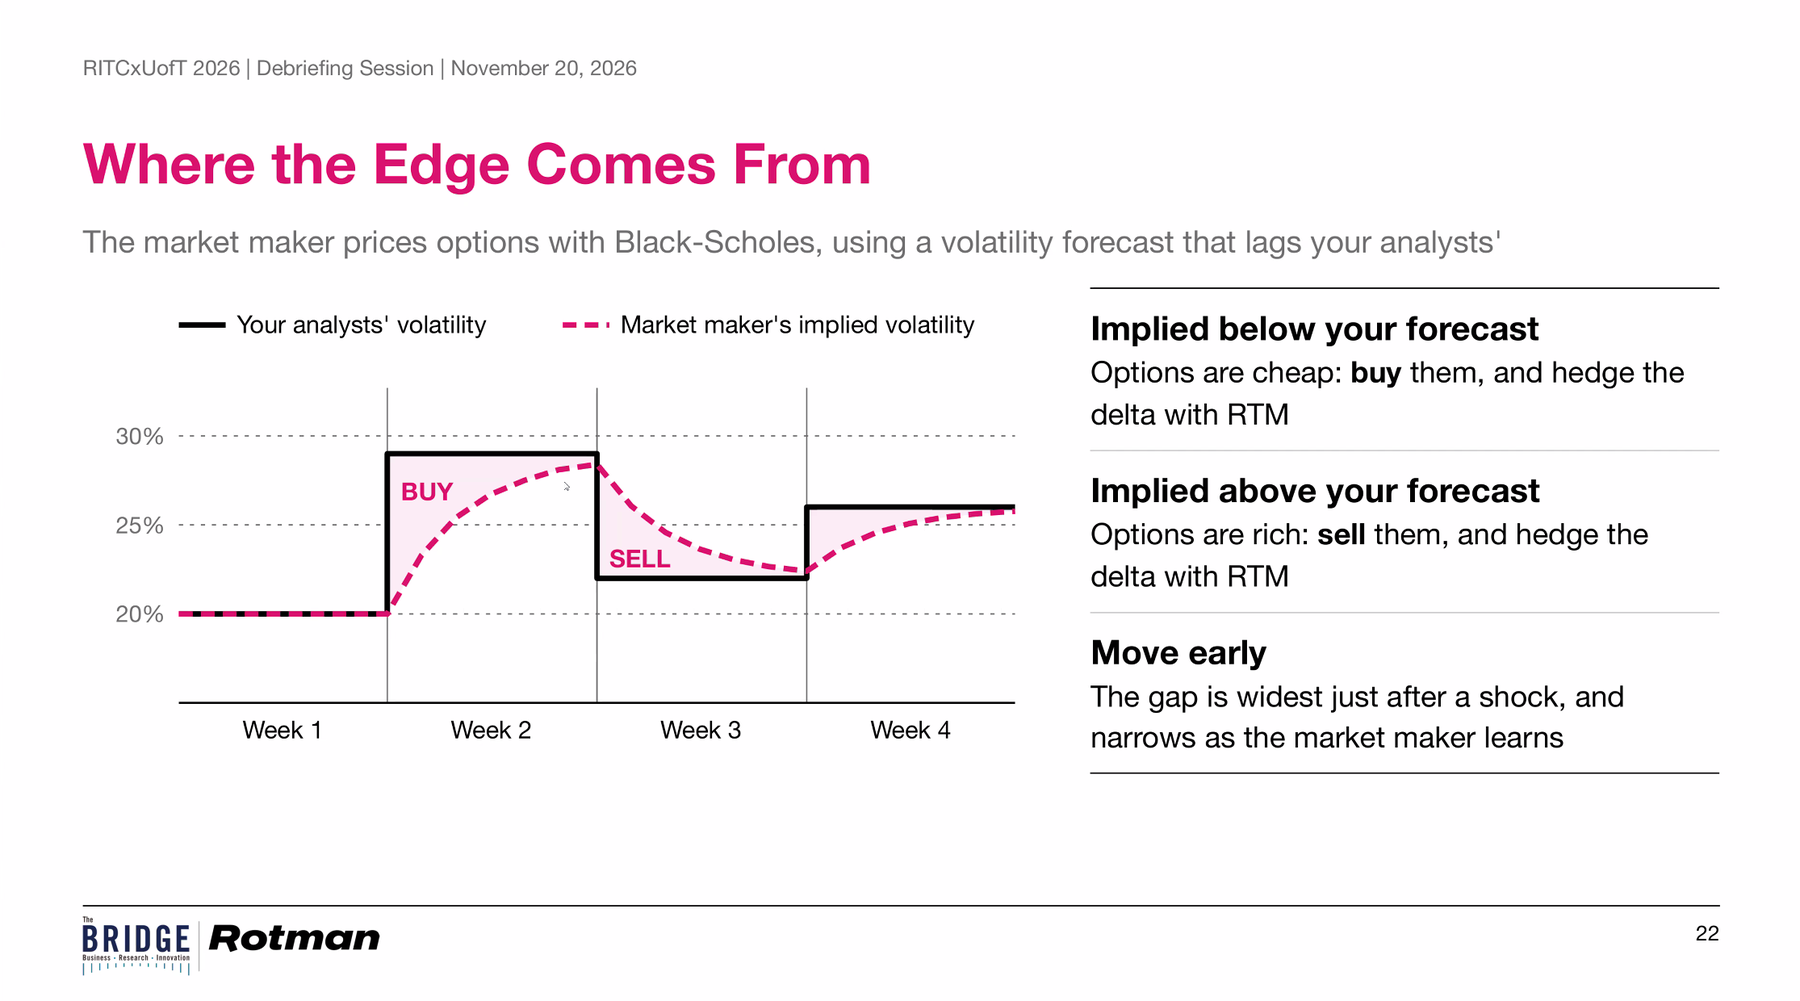 RITCxUofT 2026 | Debriefing Session | November 20, 2026
Where the Edge Comes From
The market maker prices options with Black-Scholes, using a volatility forecast that lags your analysts'
Your analysts' volatility
Market maker's implied volatility
30%
25%
20%
BUY
SELL
Week 1
Week 2
Week 3
Week 4
Implied below your forecast
Options are cheap: buy them, and hedge the
delta with RTM
Implied above your forecast
Options are rich: sell them, and hedge the
delta with RTM
Move early
The gap is widest just after a shock, and
narrows as the market maker learns
The
BRIDGE
Business - Research - Innovation
Rotman
22